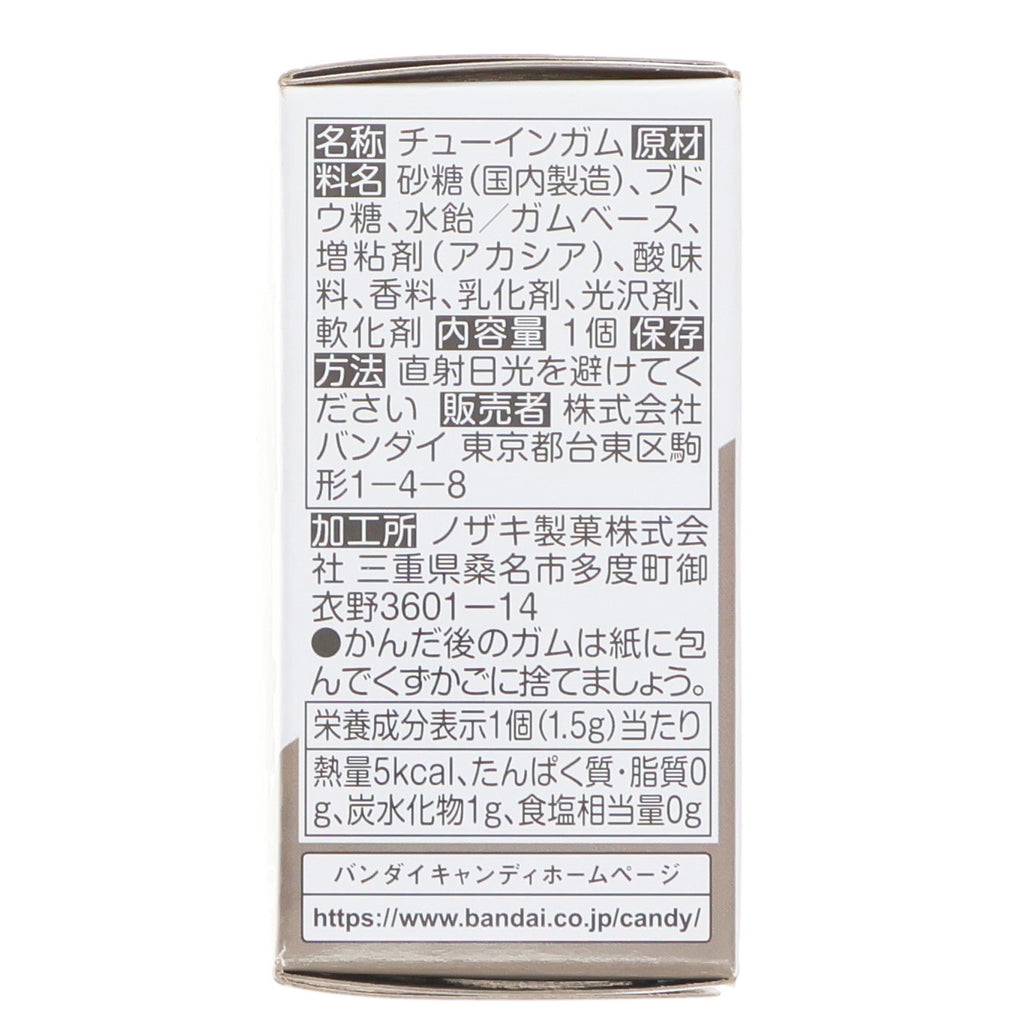 名称 チューインガム 原材
料名 砂糖(国内製造)、ブド
ウ糖、水飴/ガムベース、
増粘剤(アカシア)、酸味
料、香料、乳化剤、光沢剤、
軟化剤 内容量 1個 保存
方法 直射日光を避けてく
ださい 販売者 株式会社
バンダイ 東京都台東区駒
形1-4-8
加工所 ノザキ製菓株式会
社 三重県桑名市多度町御
衣野3601-14
●かんだ後のガムは紙に包
んでくずかごに捨てましょう。
栄養成分表示1個(1.5g)当たり
熱量5kcal、たんぱく質・脂質0
g、炭水化物1g、食塩相当量0g
バンダイキャンディホームページ
https://www.bandai.co.jp/candy/